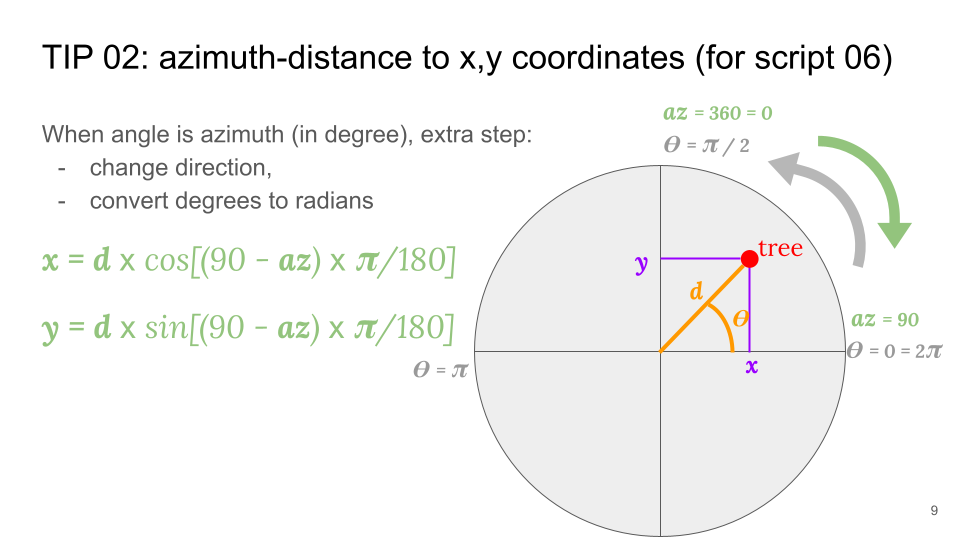 TIP 02: azimuth-distance to x,y coordinates (for script 06)
When angle is azimuth (in degree), extra step:
- change direction,
- convert degrees to radians
x = d x cos[(90 - az) x π/180]
y = d x sin[(90 - az) x π/180]
az = 360 = 0
θ = π / 2
tree
y
d
θ
x
az = 90
θ = 0 = 2π
θ = π
9